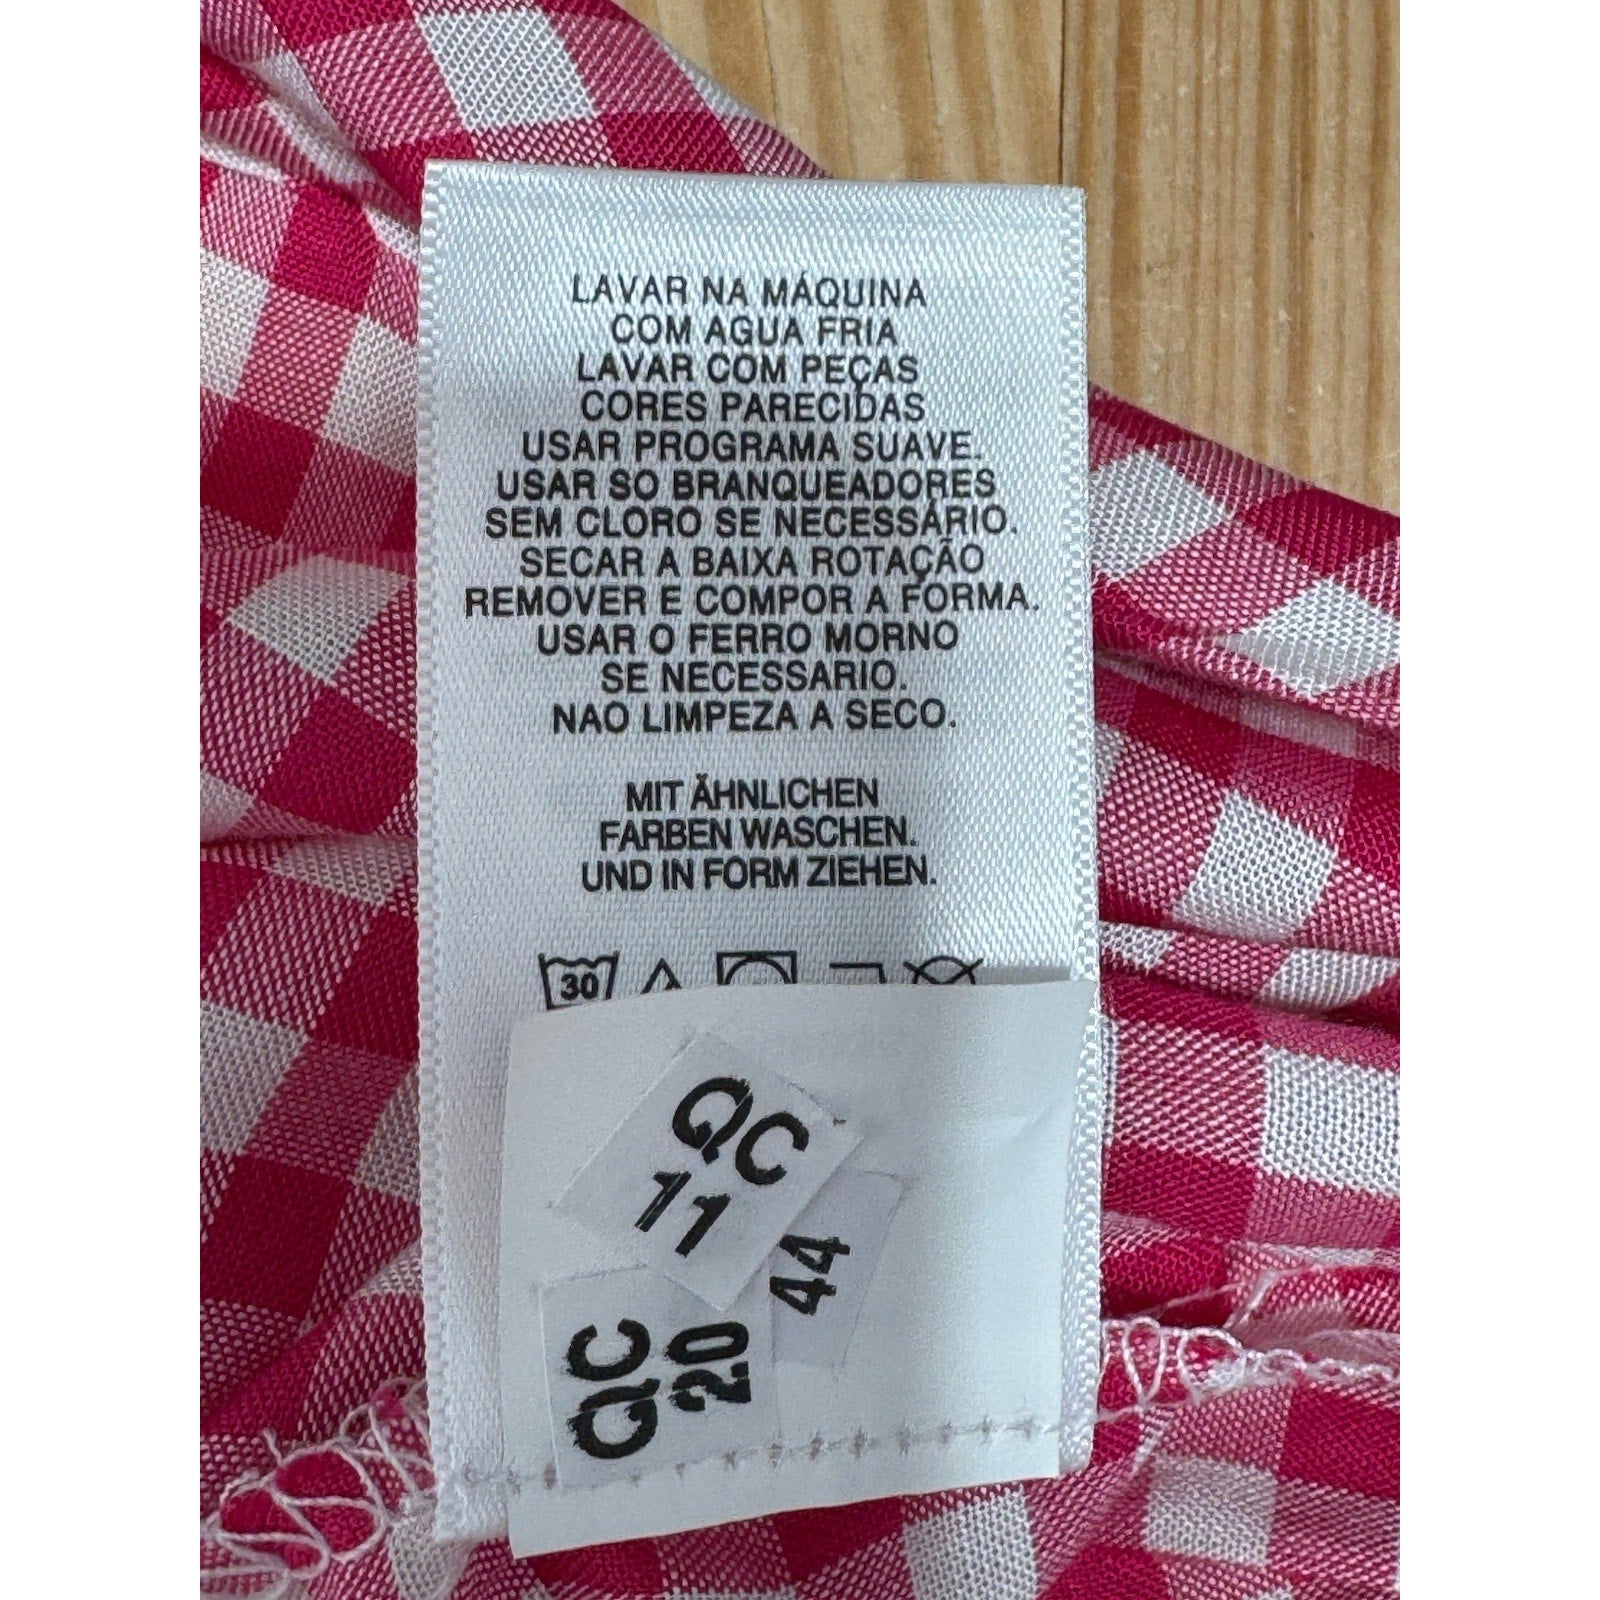 LAVAR NA MÁQUINA
COM AGUA FRIA
LAVAR COM PEÇAS
CORES PARECIDAS
USAR PROGRAMA SUAVE.
USAR SO BRANQUEADORES
SEM CLORO SE NECESSÁRIO.
SECAR A BAIXA ROTAÇÃO
REMOVER E COMPOR A FORMA.
USAR O FERRO MORNO
SE NECESSARIO.
NAO LIMPEZA A SECO.
MIT ÄHNLICHEN
FARBEN WASCHEN.
UND IN FORM ZIEHEN.
30
QC
11
44
QC
20